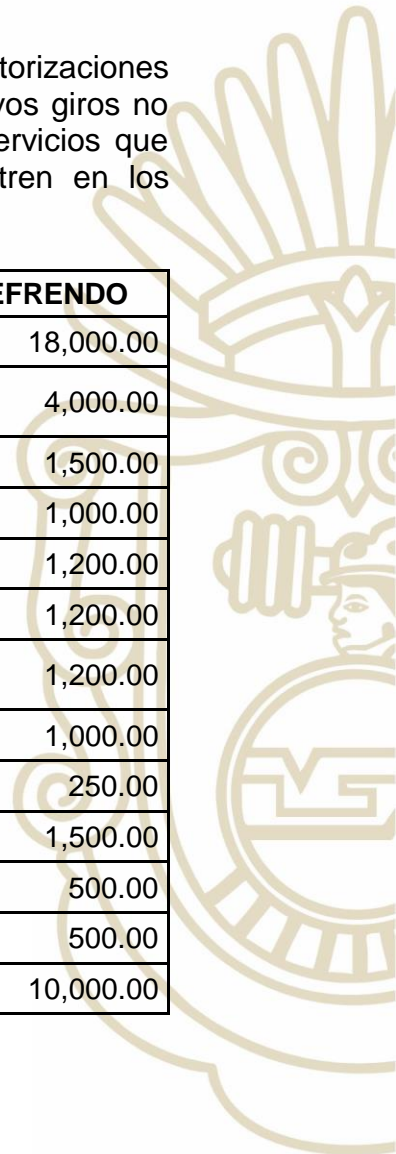 torizaciones
vos giros no
ervicios que
tren en los
EFRENDO
18,000.00
4,000.00
1,500.00
1,000.00
1,200.00
1,200.00
1,200.00
1,000.00
250.00
1,500.00
500.00
500.00
10,000.00